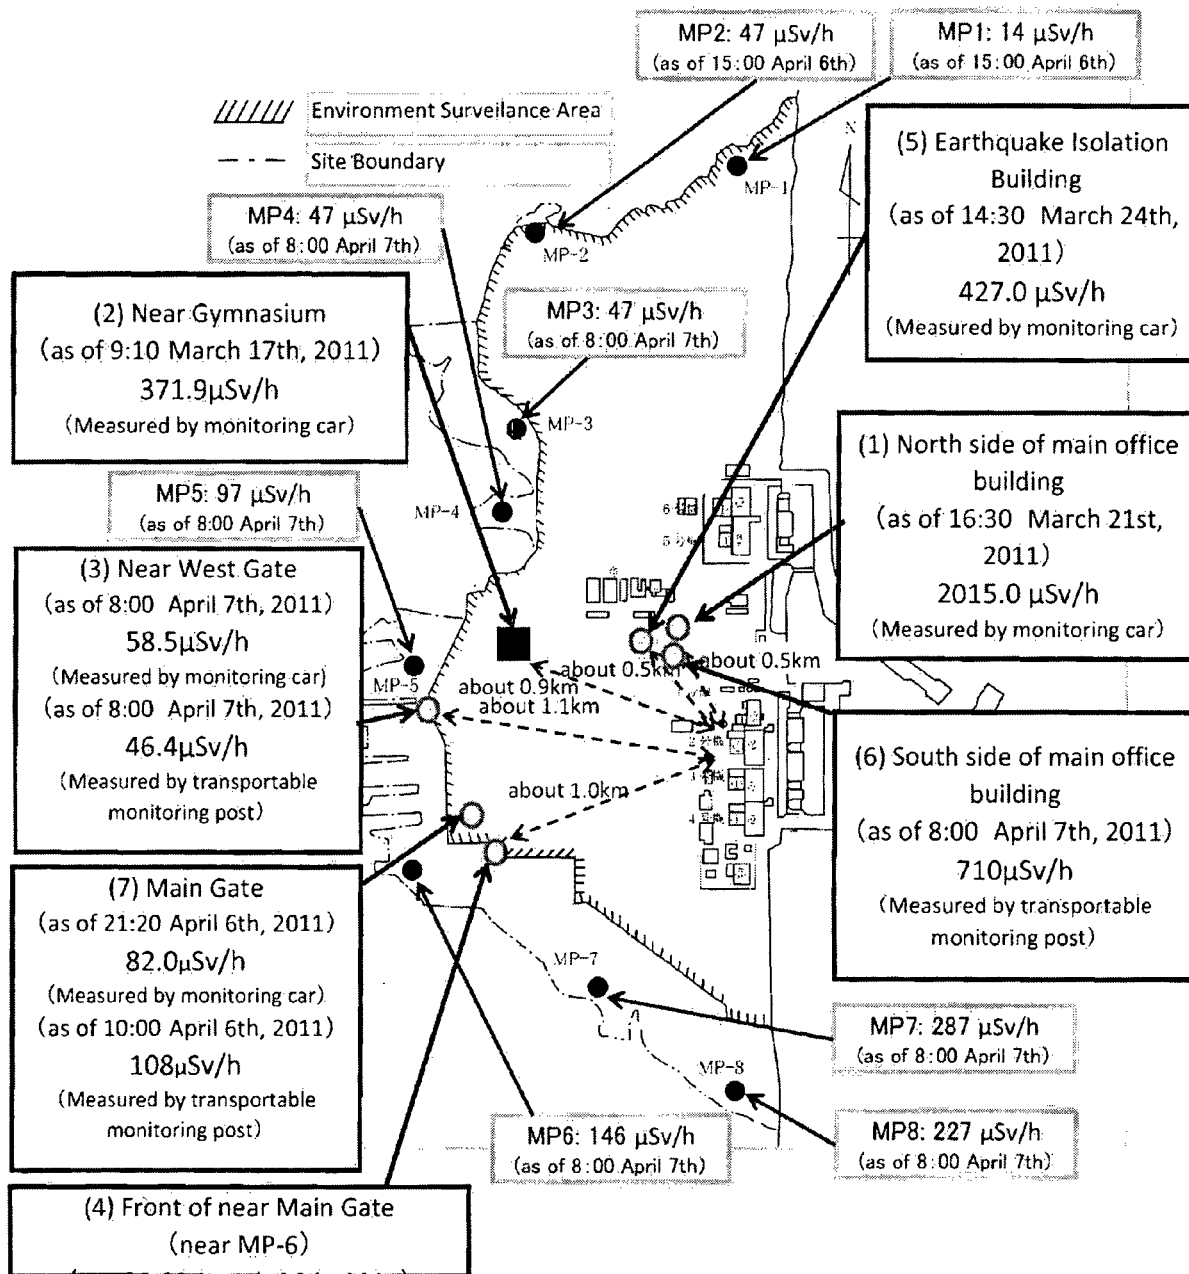 MP2: 47 μSv/h
(as of 15:00 April 6th)
MP1: 14 μSv/h
(as of 15:00 April 6th)
Environment Surveilance Area
Site Boundary
N
MP-1
(5) Earthquake Isolation
Building
(as of 14:30 March 24th,
2011)
427.0 μSv/h
(Measured by monitoring car)
MP4: 47 μSv/h
(as of 8:00 April 7th)
MP-2
(2) Near Gymnasium
(as of 9:10 March 17th, 2011)
371.9μSv/h
(Measured by monitoring car)
MP3: 47 μSv/h
(as of 8:00 April 7th)
MP-3
(1) North side of main office
building
(as of 16:30 March 21st,
2011)
2015.0 μSv/h
(Measured by monitoring car)
MP5: 97 μSv/h
(as of 8:00 April 7th)
MP-4
(3) Near West Gate
(as of 8:00 April 7th, 2011)
58.5μSv/h
(Measured by monitoring car)
(as of 8:00 April 7th, 2011)
46.4μSv/h
(Measured by transportable
monitoring post)
MP-5
about 0.5km
about 0.5km
about 0.9km
about 1.1km
about 1.0km
(6) South side of main office
building
(as of 8:00 April 7th, 2011)
710μSv/h
(Measured by transportable
monitoring post)
(7) Main Gate
(as of 21:20 April 6th, 2011)
82.0μSv/h
(Measured by monitoring car)
(as of 10:00 April 6th, 2011)
108μSv/h
(Measured by transportable
monitoring post)
MP-7
MP7: 287 μSv/h
(as of 8:00 April 7th)
MP-8
MP6: 146 μSv/h
(as of 8:00 April 7th)
MP8: 227 μSv/h
(as of 8:00 April 7th)
(4) Front of near Main Gate
(near MP-6)